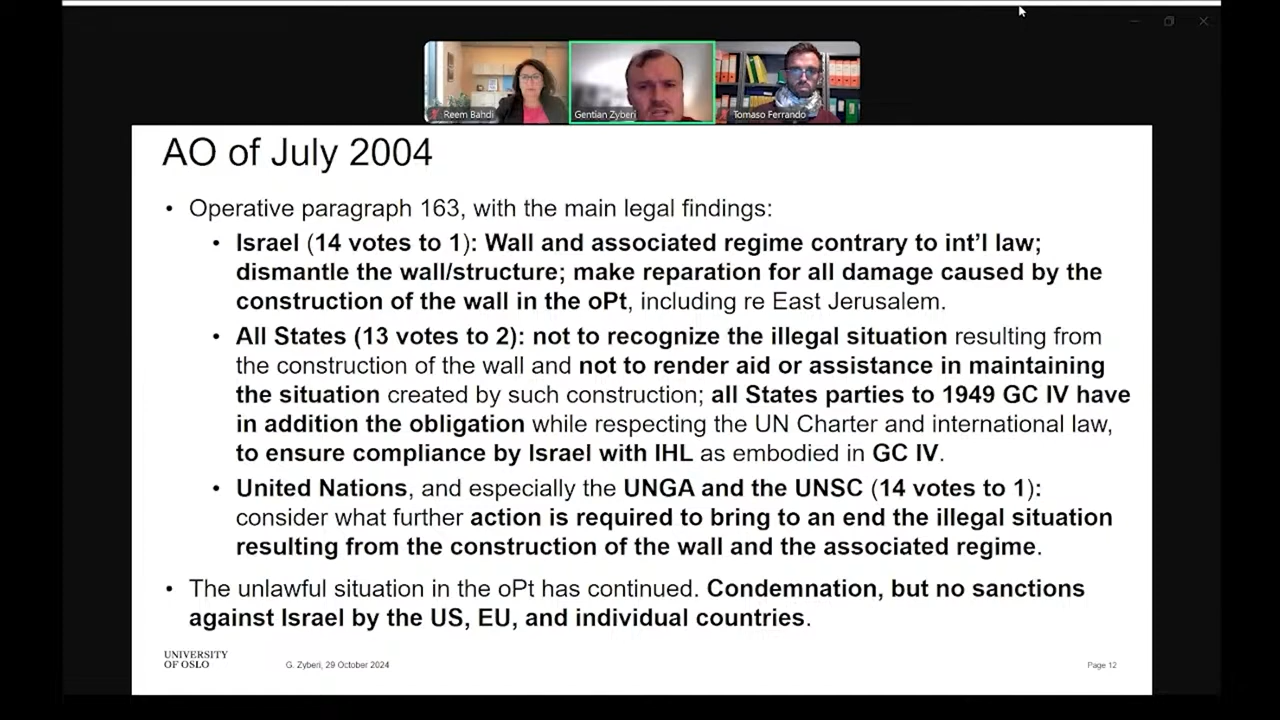 Reem Bahdi
Gentian Zyberi
Tomaso Ferrando
AO of July 2004
• Operative paragraph 163, with the main legal findings:
• Israel (14 votes to 1): Wall and associated regime contrary to int'l law;
dismantle the wall/structure; make reparation for all damage caused by the
construction of the wall in the oPt, including re East Jerusalem.
• All States (13 votes to 2): not to recognize the illegal situation resulting from
the construction of the wall and not to render aid or assistance in maintaining
the situation created by such construction; all States parties to 1949 GC IV have
in addition the obligation while respecting the UN Charter and international law,
to ensure compliance by Israel with IHL as embodied in GC IV.
• United Nations, and especially the UNGA and the UNSC (14 votes to 1):
consider what further action is required to bring to an end the illegal situation
resulting from the construction of the wall and the associated regime.
• The unlawful situation in the oPt has continued. Condemnation, but no sanctions
against Israel by the US, EU, and individual countries.
UNIVERSITY
OF OSLO
G. Zyberi, 29 October 2024
Page 12